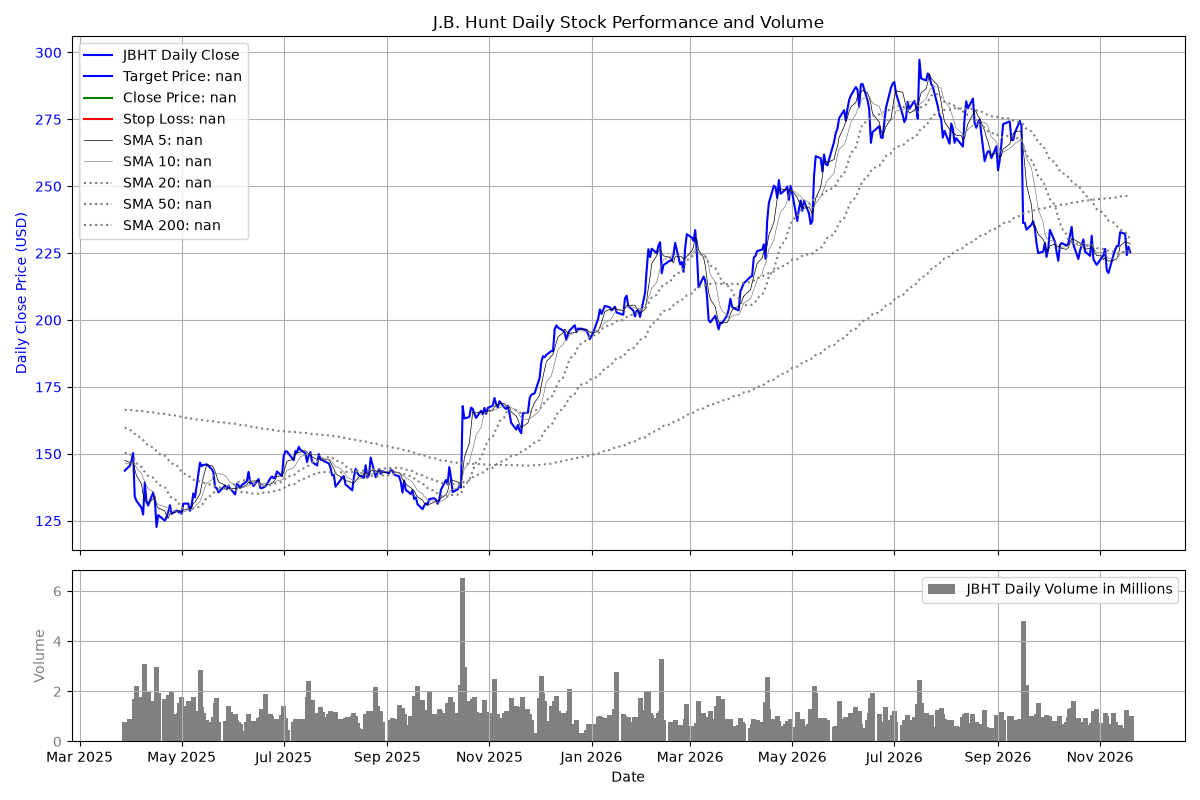 J.B. Hunt Daily Stock Performance and Volume
Daily Close Price (USD)
300
275
250
225
200
175
150
125
JBHT Daily Close
Target Price: nan
Close Price: nan
Stop Loss: nan
SMA 5: nan
SMA 10: nan
SMA 20: nan
SMA 50: nan
SMA 200: nan
Volume
6
4
2
0
JBHT Daily Volume in Millions
Mar 2025 May 2025 Jul 2025 Sep 2025 Nov 2025 Jan 2026 Mar 2026 May 2026 Jul 2026 Sep 2026 Nov 2026
Date